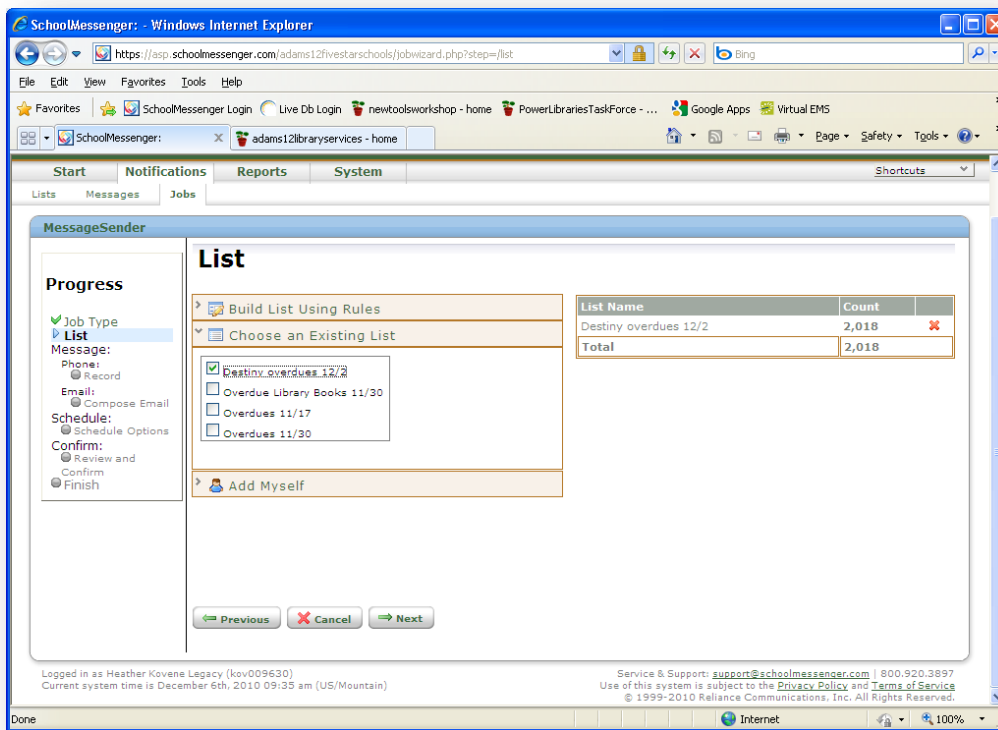 SchoolMessenger: - Windows Internet Explorer
https://asp.schoolmessenger.com/adams12fivestarschools/jobwizard.php?step=/list
Bing
File Edit View Favorites Tools Help
Favorites SchoolMessenger Login Live Db Login newtoolsworkshop - home PowerLibrariesTaskForce - ... Google Apps Virtual EMS
SchoolMessenger: adams12libraryservices - home Page Safety Tools
Start Notifications Reports System Shortcuts
Lists Messages Jobs
MessageSender
List
Progress
Job Type
List
Message:
Phone:
Record
Email:
Compose Email
Schedule:
Schedule Options
Confirm:
Review and
Confirm
Finish
Build List Using Rules
Choose an Existing List
Destiny overdues 12/2
Overdue Library Books 11/30
Overdues 11/17
Overdues 11/30
Add Myself
List Name Count
Destiny overdues 12/2 2,018
Total 2,018
Previous Cancel Next
Logged in as Heather Kovene Legacy (kov009630)
Current system time is December 6th, 2010 09:35 am (US/Mountain)
Service & Support: support@schoolmessenger.com | 800.920.3897
Use of this system is subject to the Privacy Policy and Terms of Service
© 1999-2010 Reliance Communications, Inc. All Rights Reserved.
Done Internet 100%